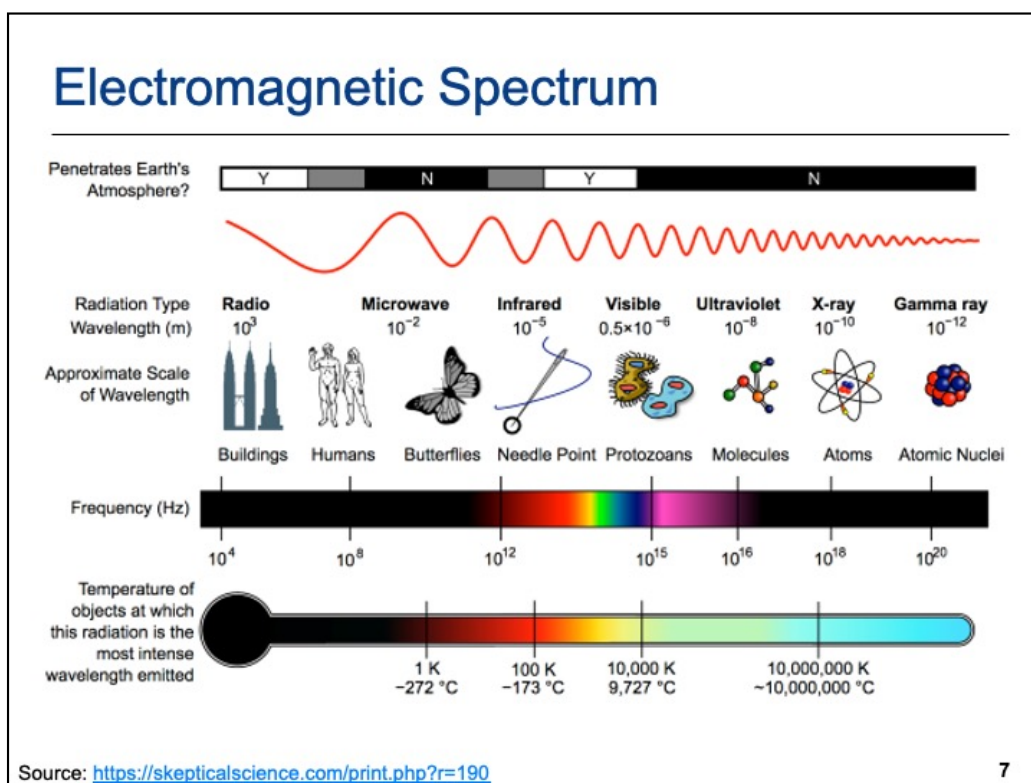 Electromagnetic Spectrum
Penetrates Earth's
Atmosphere?
Y N Y N
Radiation Type Radio Microwave Infrared Visible Ultraviolet X-ray Gamma ray
Wavelength (m) 10³ 10⁻² 10⁻⁵ 0.5×10⁻⁶ 10⁻⁸ 10⁻¹⁰ 10⁻¹²
Approximate Scale
of Wavelength
Buildings Humans Butterflies Needle Point Protozoans Molecules Atoms Atomic Nuclei
Frequency (Hz)
10⁴ 10⁸ 10¹² 10¹⁵ 10¹⁶ 10¹⁸ 10²⁰
Temperature of
objects at which
this radiation is the
most intense
wavelength emitted
1 K 100 K 10,000 K 10,000,000 K
−272 °C −173 °C 9,727 °C ~10,000,000 °C
Source: https://skepticalscience.com/print.php?r=190 7